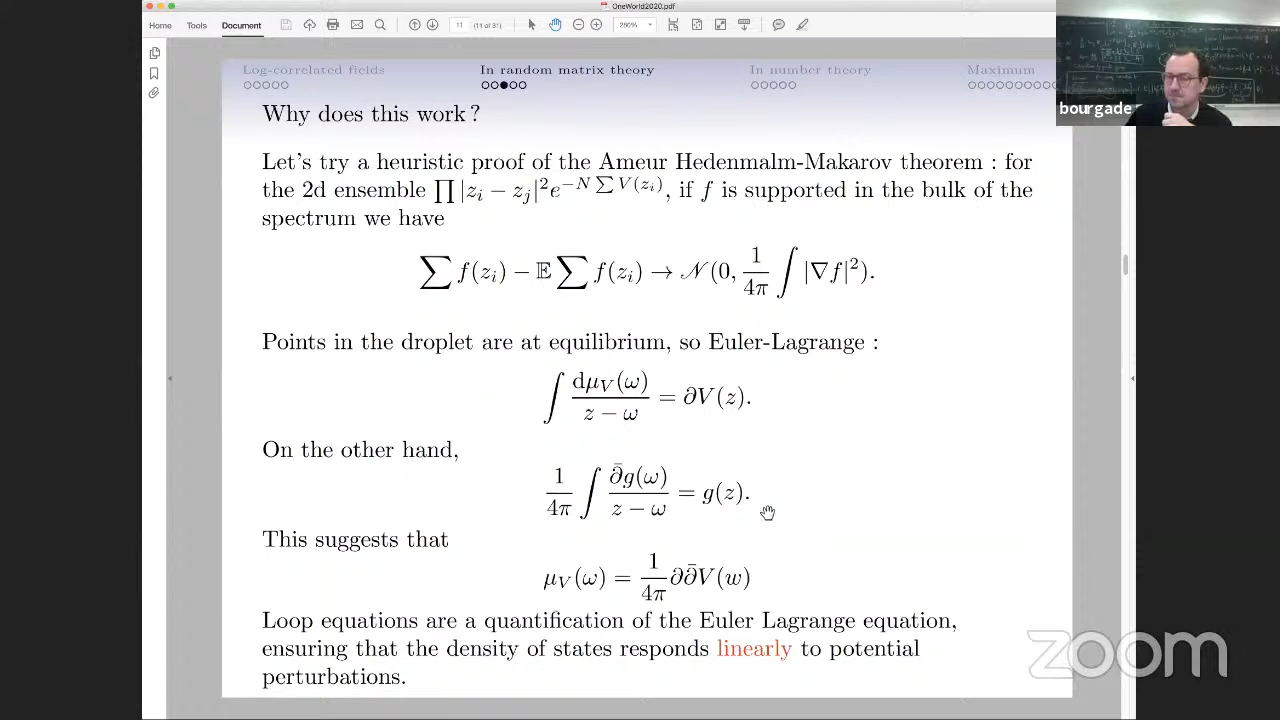 OneWorld2020.pdf
Home Tools Document 11 (11 of 31) 280%
bourgade
Log-correlated fields In random matrix theory In number theory Maximum
Why does this work ?
Let's try a heuristic proof of the Ameur Hedenmalm-Makarov theorem : for
the 2d ensemble ∏ |z_i − z_j|^2 e^{−N ∑ V(z_i)}, if f is supported in the bulk of the
spectrum we have
∑ f(z_i) − 𝔼 ∑ f(z_i) → 𝒩(0, 1/4π ∫ |∇f|^2).
Points in the droplet are at equilibrium, so Euler-Lagrange :
∫ dμ_V(ω)/(z − ω) = ∂V(z).
On the other hand,
1/4π ∫ ∂̄g(ω)/(z − ω) = g(z).
This suggests that
μ_V(ω) = 1/4π ∂∂̄V(w)
Loop equations are a quantification of the Euler Lagrange equation,
ensuring that the density of states responds linearly to potential
perturbations.
zoom